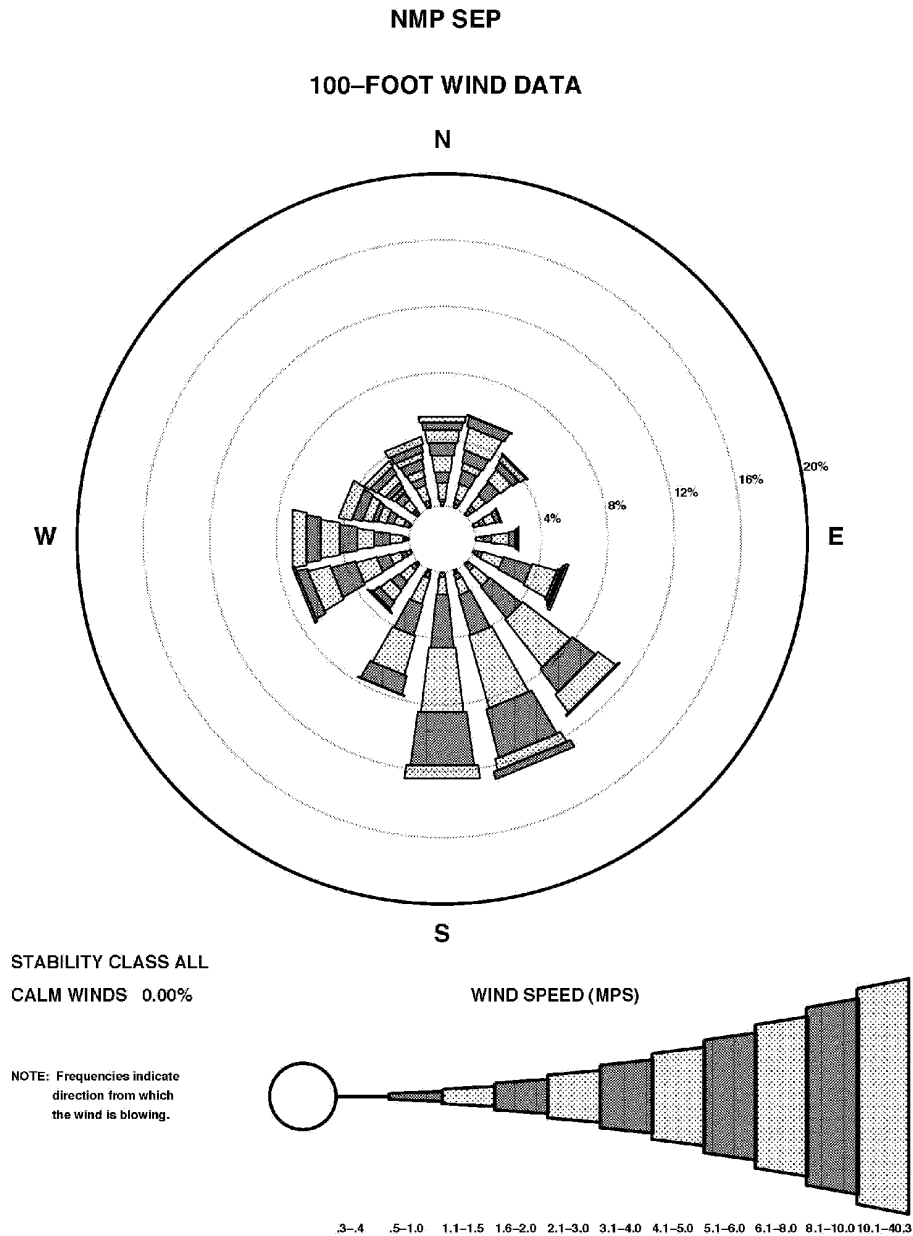 NMP SEP
100–FOOT WIND DATA
N
20%
16%
12%
8%
4%
W
E
S
STABILITY CLASS ALL
CALM WINDS 0.00%
WIND SPEED (MPS)
NOTE: Frequencies indicate
direction from which
the wind is blowing.
.3–.4 .5–1.0 1.1–1.5 1.6–2.0 2.1–3.0 3.1–4.0 4.1–5.0 5.1–6.0 6.1–8.0 8.1–10.0 10.1–40.3